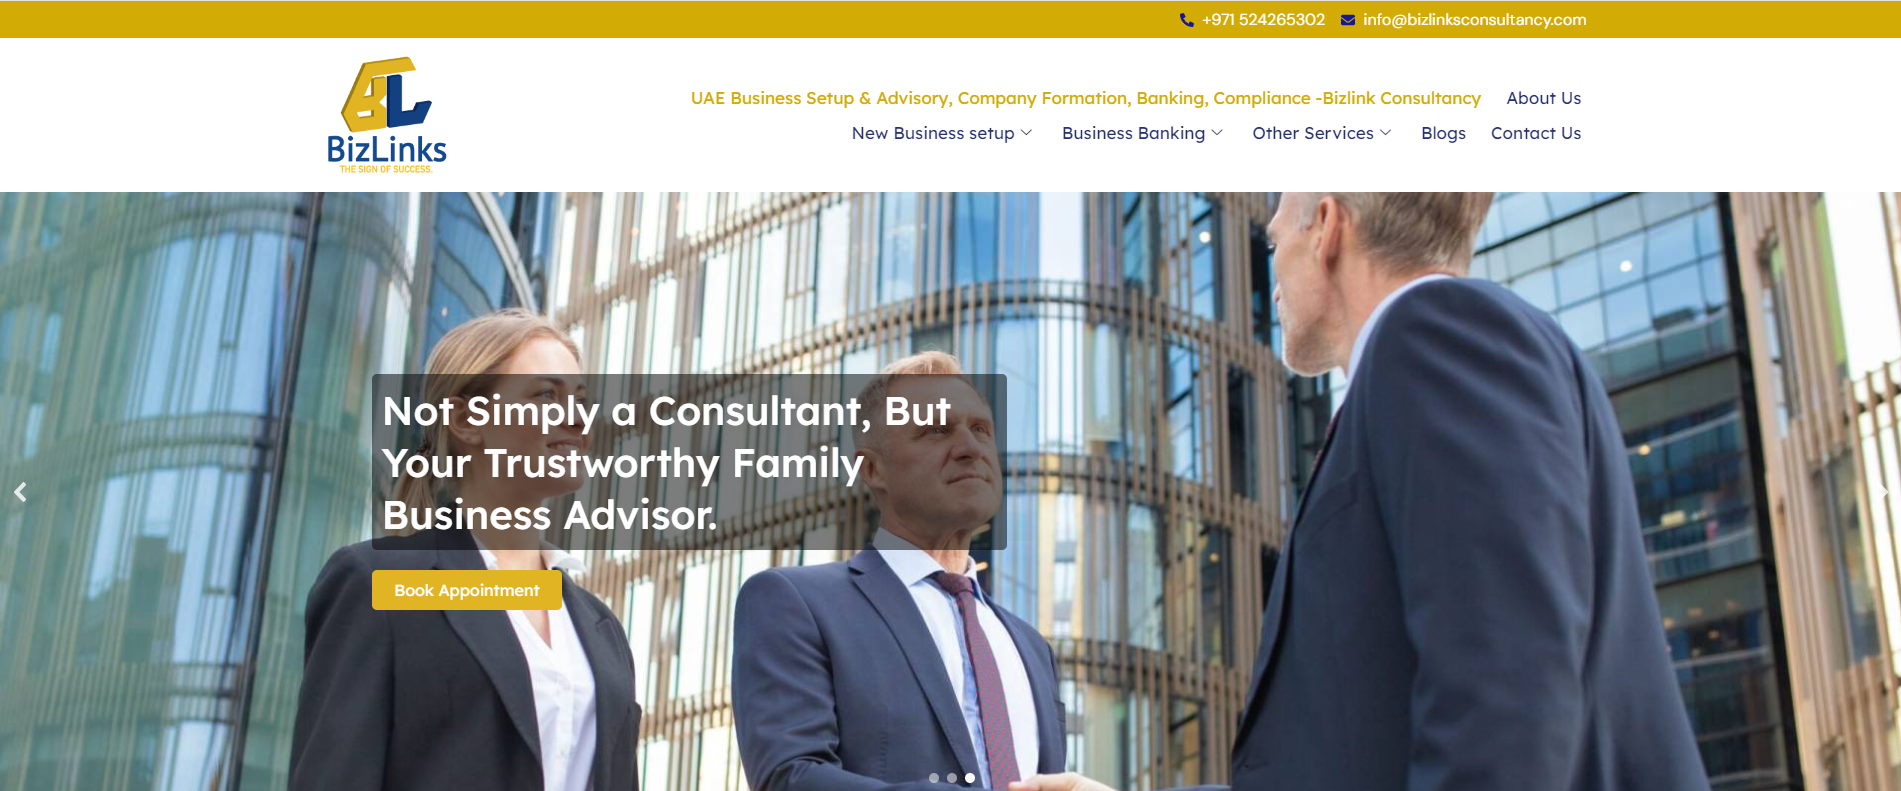 +971 524265302 info@bizlinksconsultancy.com
BizLinks
THE SIGN OF SUCCESS.
UAE Business Setup & Advisory, Company Formation, Banking, Compliance -Bizlink Consultancy About Us
New Business setup Business Banking Other Services Blogs Contact Us
Not Simply a Consultant, But
Your Trustworthy Family
Business Advisor.
Book Appointment